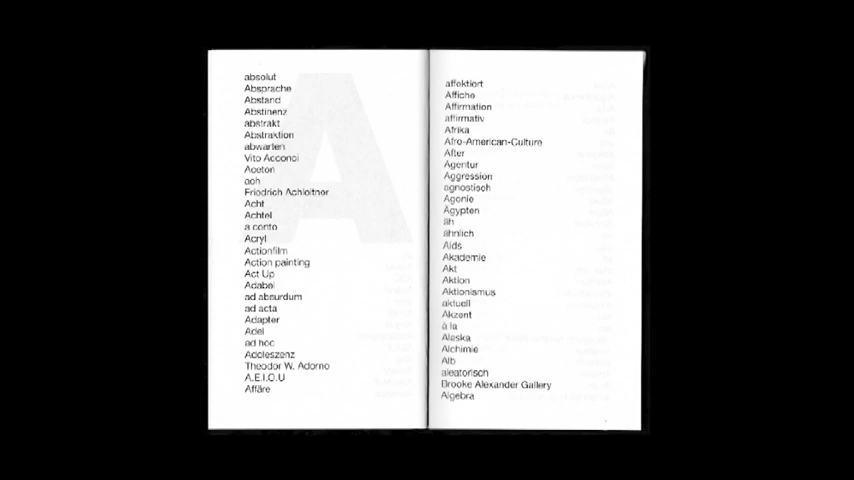 A
absolut
Absprache
Abstand
Abstinenz
abstrakt
Abstraktion
abwarten
Vito Acconci
Aceton
ach
Friedrich Achleitner
Acht
Achtel
a conto
Acryl
Actionfilm
Action painting
Act Up
Adabei
ad absurdum
ad acta
Adapter
Adel
ad hoc
Adoleszenz
Theodor W. Adorno
A.E.I.O.U
Affäre
affektiert
Affiche
Affirmation
affirmativ
Afrika
Afro-American-Culture
After
Agentur
Aggression
agnostisch
Agonie
Ägypten
äh
ähnlich
Aids
Akademie
Akt
Aktion
Aktionismus
aktuell
Akzent
à la
Alaska
Alchimie
Alb
aleatorisch
Brooke Alexander Gallery
Algebra